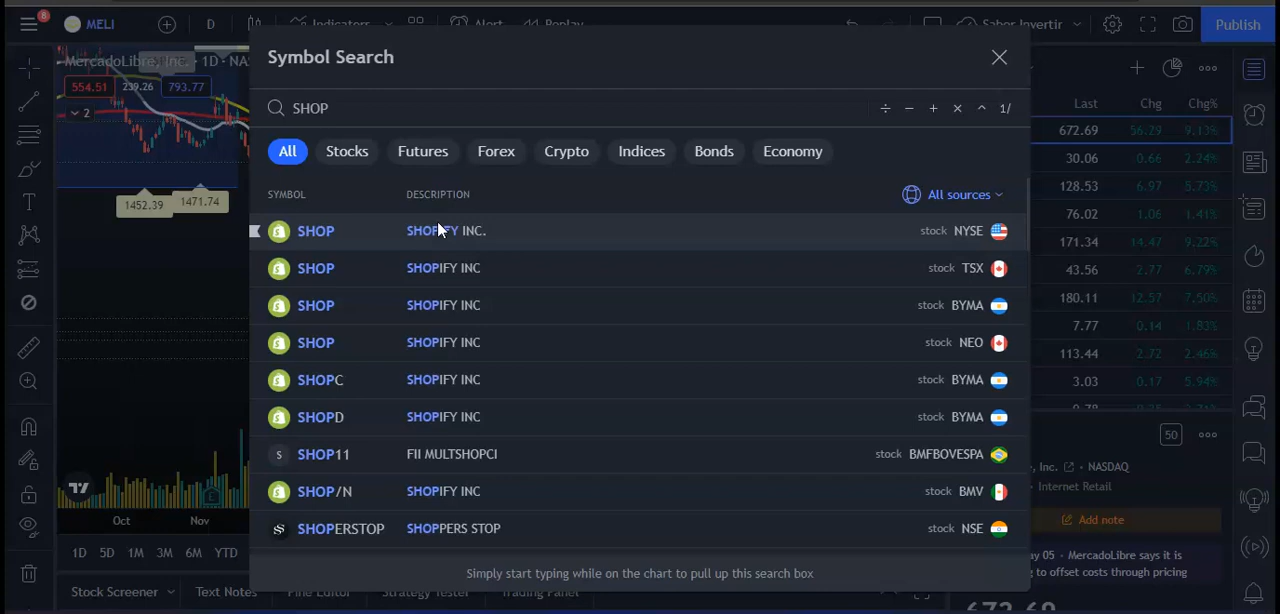 8 MELI D Indicators Alert Replay Sabor Invertir Publish
MercadoLibre, Inc. · 1D · NAS
554.51 239.26 793.77
2
1452.39 1471.74
Oct Nov
1D 5D 1M 3M 6M YTD
Stock Screener Text Notes Pine Editor Strategy Tester Trading Panel
Symbol Search
SHOP ÷ − + × ^ 1/
All Stocks Futures Forex Crypto Indices Bonds Economy
SYMBOL DESCRIPTION All sources
SHOP SHOPIFY INC. stock NYSE
SHOP SHOPIFY INC stock TSX
SHOP SHOPIFY INC stock BYMA
SHOP SHOPIFY INC stock NEO
SHOPC SHOPIFY INC stock BYMA
SHOPD SHOPIFY INC stock BYMA
S SHOP11 FII MULTSHOPCI stock BMFBOVESPA
SHOP/N SHOPIFY INC stock BMV
SHOPERSTOP SHOPPERS STOP stock NSE
Simply start typing while on the chart to pull up this search box
Last Chg Chg%
672.69 56.29 9.13%
30.06 0.66 2.24%
128.53 6.97 5.73%
76.02 1.06 1.41%
171.34 14.47 9.22%
43.56 2.77 6.79%
180.11 12.57 7.50%
7.77 0.14 1.83%
113.44 2.72 2.46%
3.03 0.17 5.94%
50
, Inc. · NASDAQ
· Internet Retail
Add note
ay 05 · MercadoLibre says it is
g to offset costs through pricing
672.69